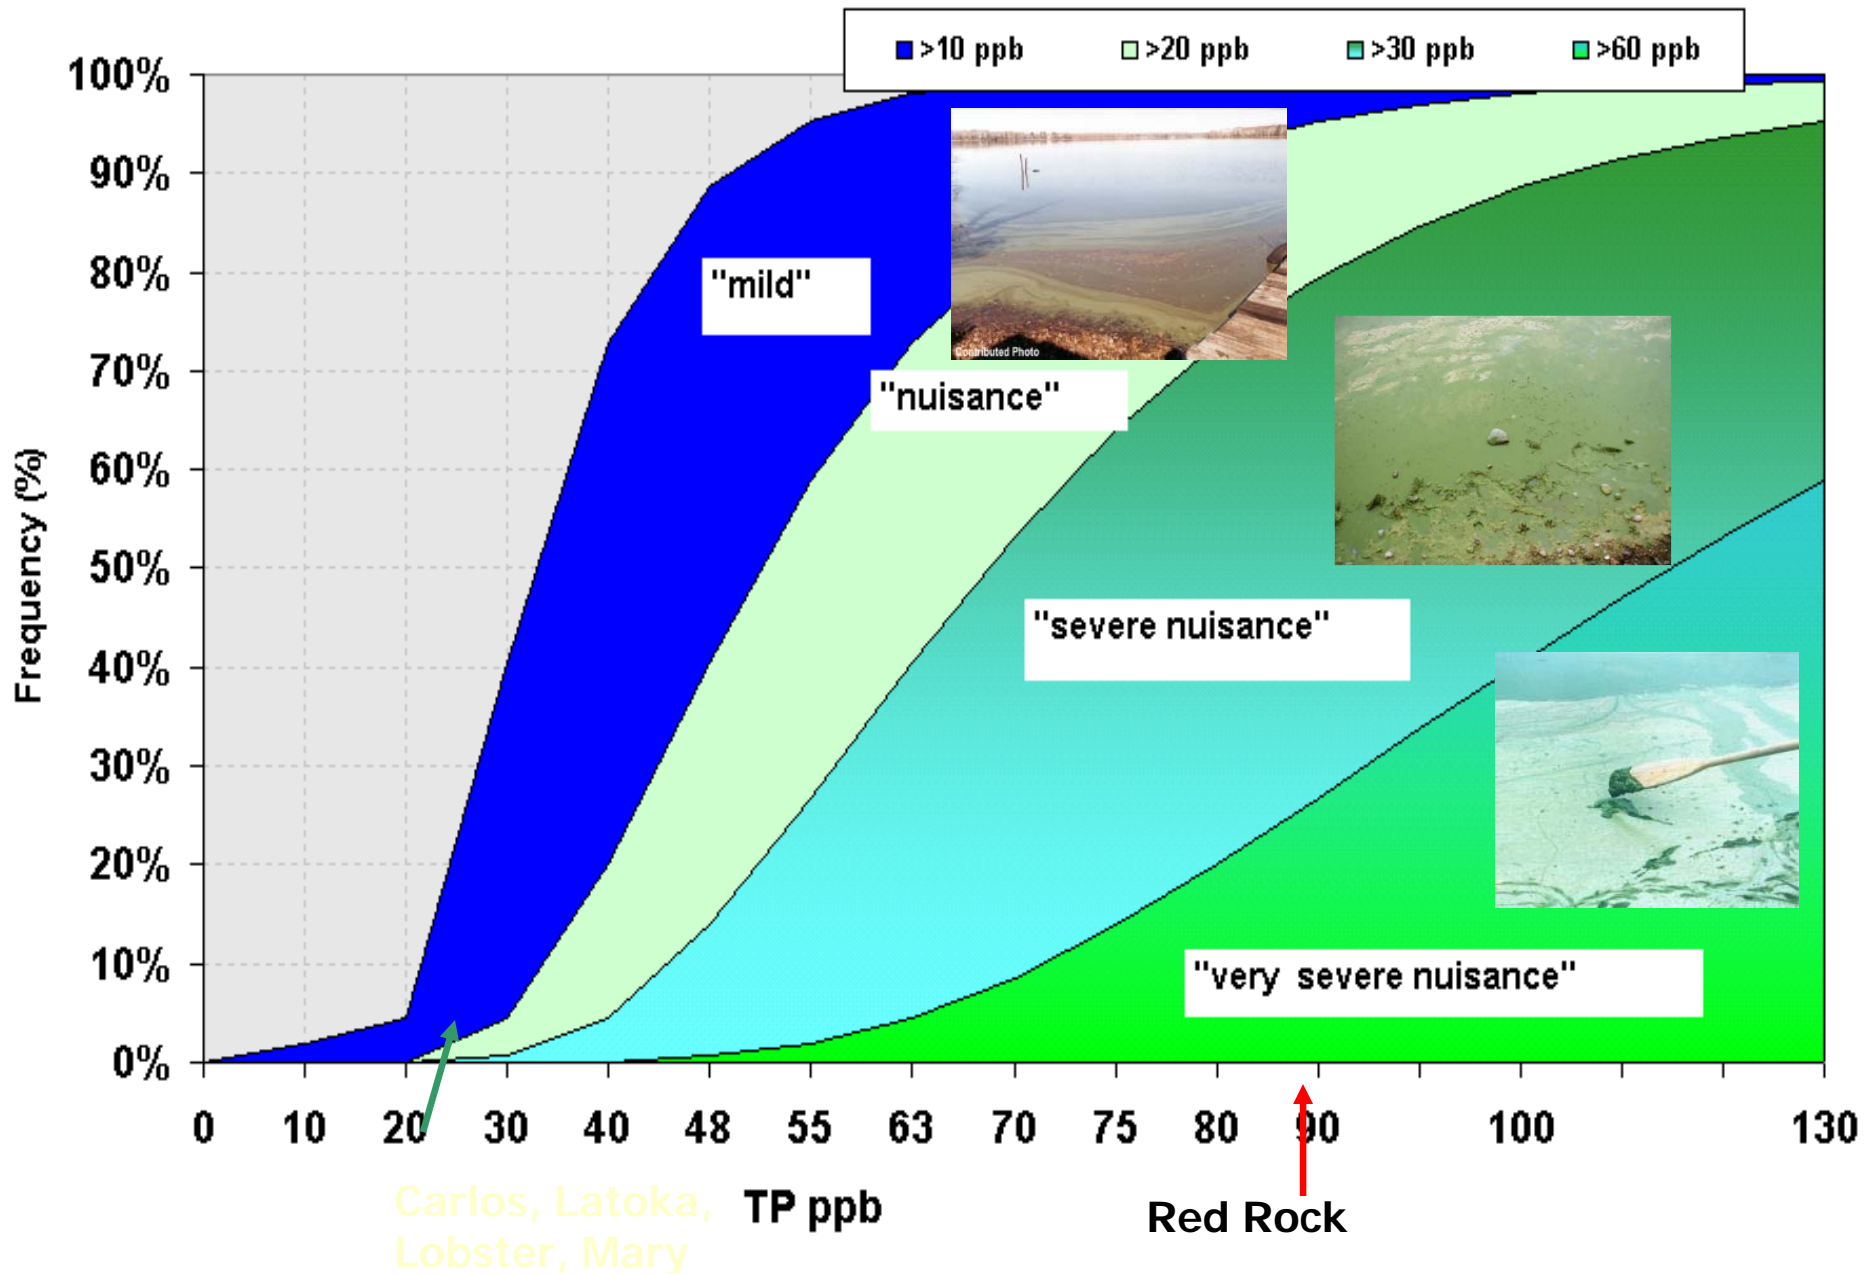 >10 ppb >20 ppb >30 ppb >60 ppb
100%
90%
80%
70%
60%
50%
40%
30%
20%
10%
0%
Frequency (%)
"mild"
Contributed Photo
"nuisance"
"severe nuisance"
"very severe nuisance"
0 10 20 30 40 48 55 63 70 75 80 90 100 130
TP ppb
Carlos, Latoka,
Lobster, Mary
Red Rock